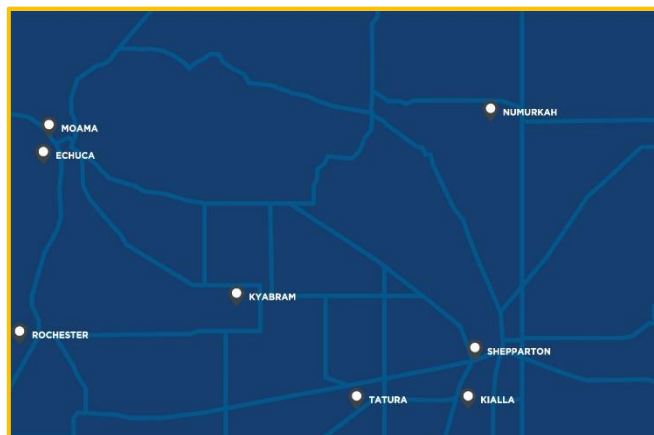 NUMURKAH
MOAMA
ECHUCA
KYABRAM
ROCHESTER
SHEPPARTON
TATURA
KIALLA